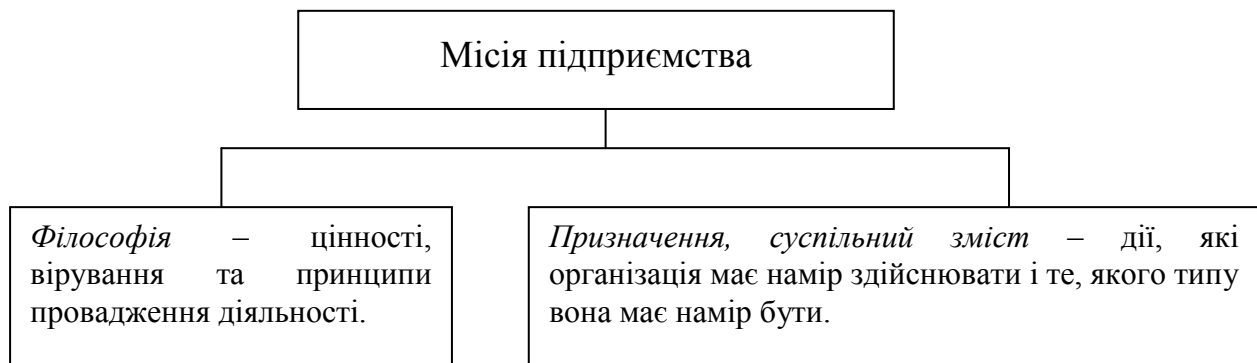 Місія підприємства
Філософія – цінності,
вірування та принципи
провадження діяльності.
Призначення, суспільний зміст – дії, які
організація має намір здійснювати і те, якого типу
вона має намір бути.